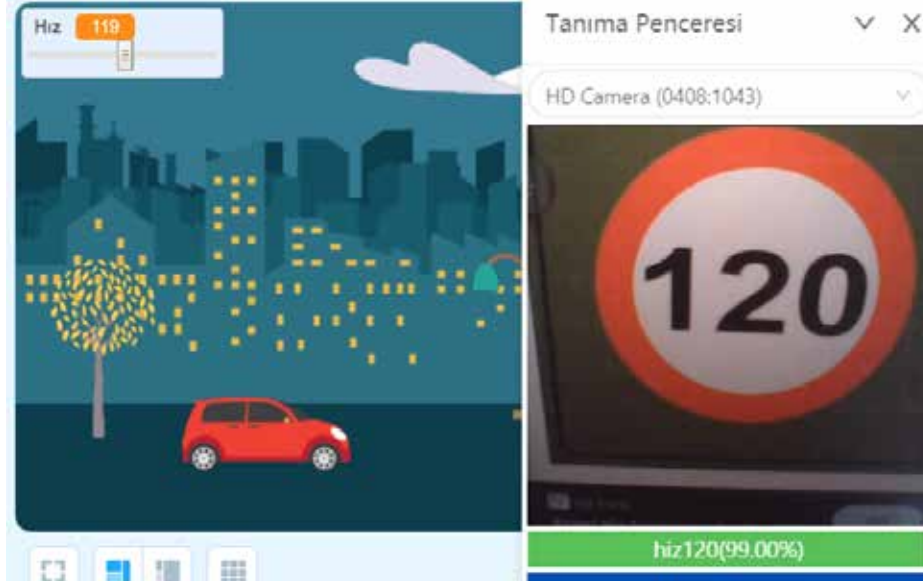 Hız 119
Tanıma Penceresi
HD Camera (0408:1043)
120
hiz120(99.00%)